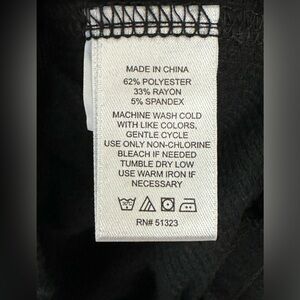 MADE IN CHINA
62% POLYESTER
33% RAYON
5% SPANDEX
MACHINE WASH COLD
WITH LIKE COLORS,
GENTLE CYCLE
USE ONLY NON-CHLORINE
BLEACH IF NEEDED
TUMBLE DRY LOW
USE WARM IRON IF
NECESSARY
RN# 51323